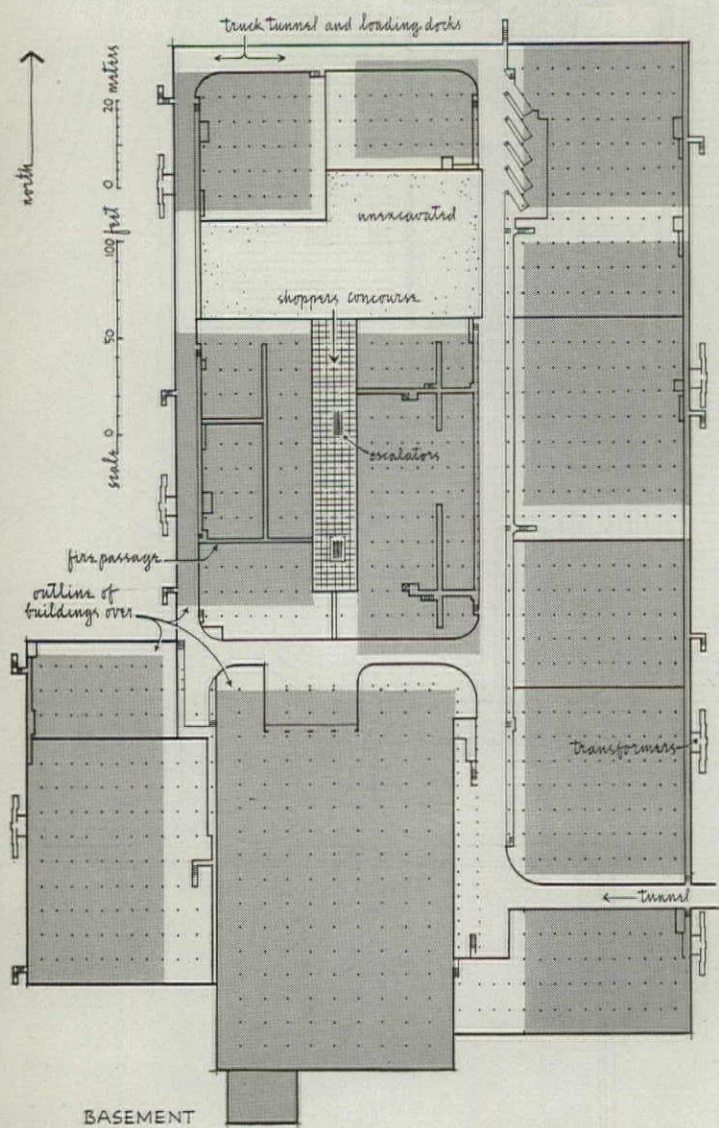 truck tunnel and loading docks
north
20 meters
0
100 feet
50
0
scale
unexcavated
shoppers concourse
escalators
fire passage
outline of
buildings over
transformers
tunnel
BASEMENT